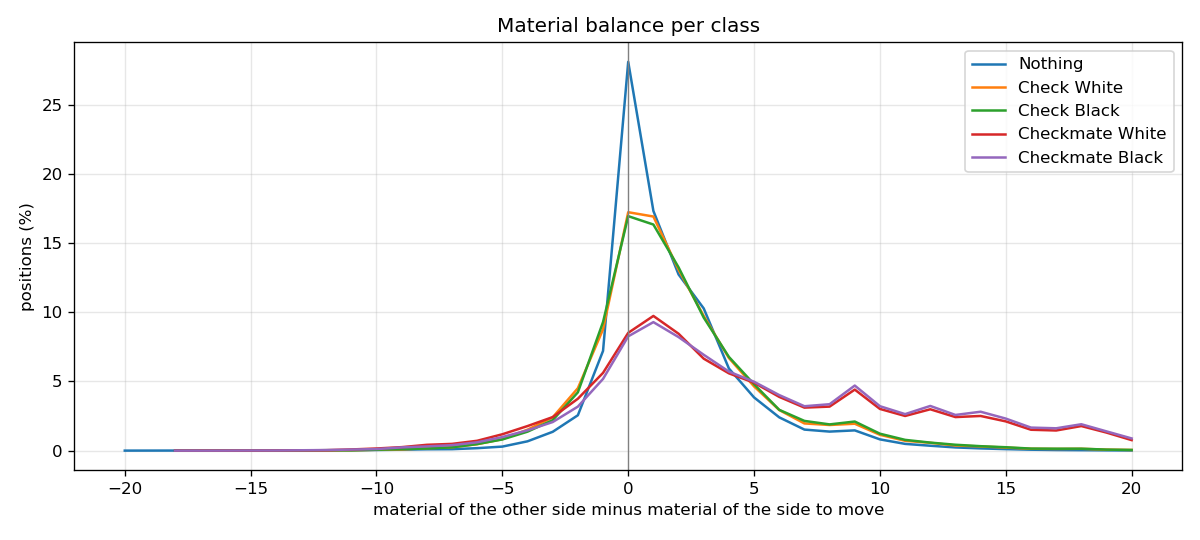 Material balance per class
positions (%)
25
20
15
10
5
0
−20
−15
−10
−5
0
5
10
15
20
material of the other side minus material of the side to move
Nothing
Check White
Check Black
Checkmate White
Checkmate Black